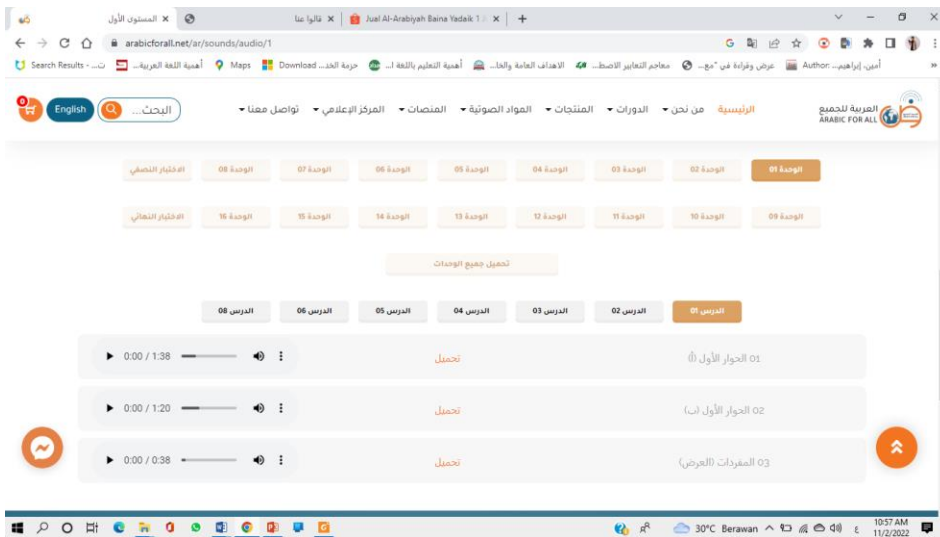 المستوى الأول
قالوا عنا
Jual Al-Arabiyah Baina Yadaik 1
arabicforall.net/ar/sounds/audio/1
Search Results - ...ت
أهمية اللغة العربية...
Maps
Download ...حزمة الخد
أهمية التعليم باللغة ا...
الاهداف العامة والخا...
معاجم التعابير الاصط...
عرض وقراءة في "مع...
Author: ...أمين، إبراهيم
العربية للجميع
ARABIC FOR ALL
الرئيسية
من نحن
الدورات
المنتجات
المواد الصوتية
المنصات
المركز الإعلامي
تواصل معنا
البحث...
English
0
الوحدة 01 الوحدة 02 الوحدة 03 الوحدة 04 الوحدة 05 الوحدة 06 الوحدة 07 الوحدة 08 الاختبار النصفي
الوحدة 09 الوحدة 10 الوحدة 11 الوحدة 12 الوحدة 13 الوحدة 14 الوحدة 15 الوحدة 16 الاختبار النهائي
تحميل جميع الوحدات
الدرس 01 الدرس 02 الدرس 03 الدرس 04 الدرس 05 الدرس 06 الدرس 08
01 الحوار الأول (أ) تحميل 0:00 / 1:38
02 الحوار الأول (ب) تحميل 0:00 / 1:20
03 المفردات (العرض) تحميل 0:00 / 0:38
30°C Berawan
10:57 AM
11/2/2022